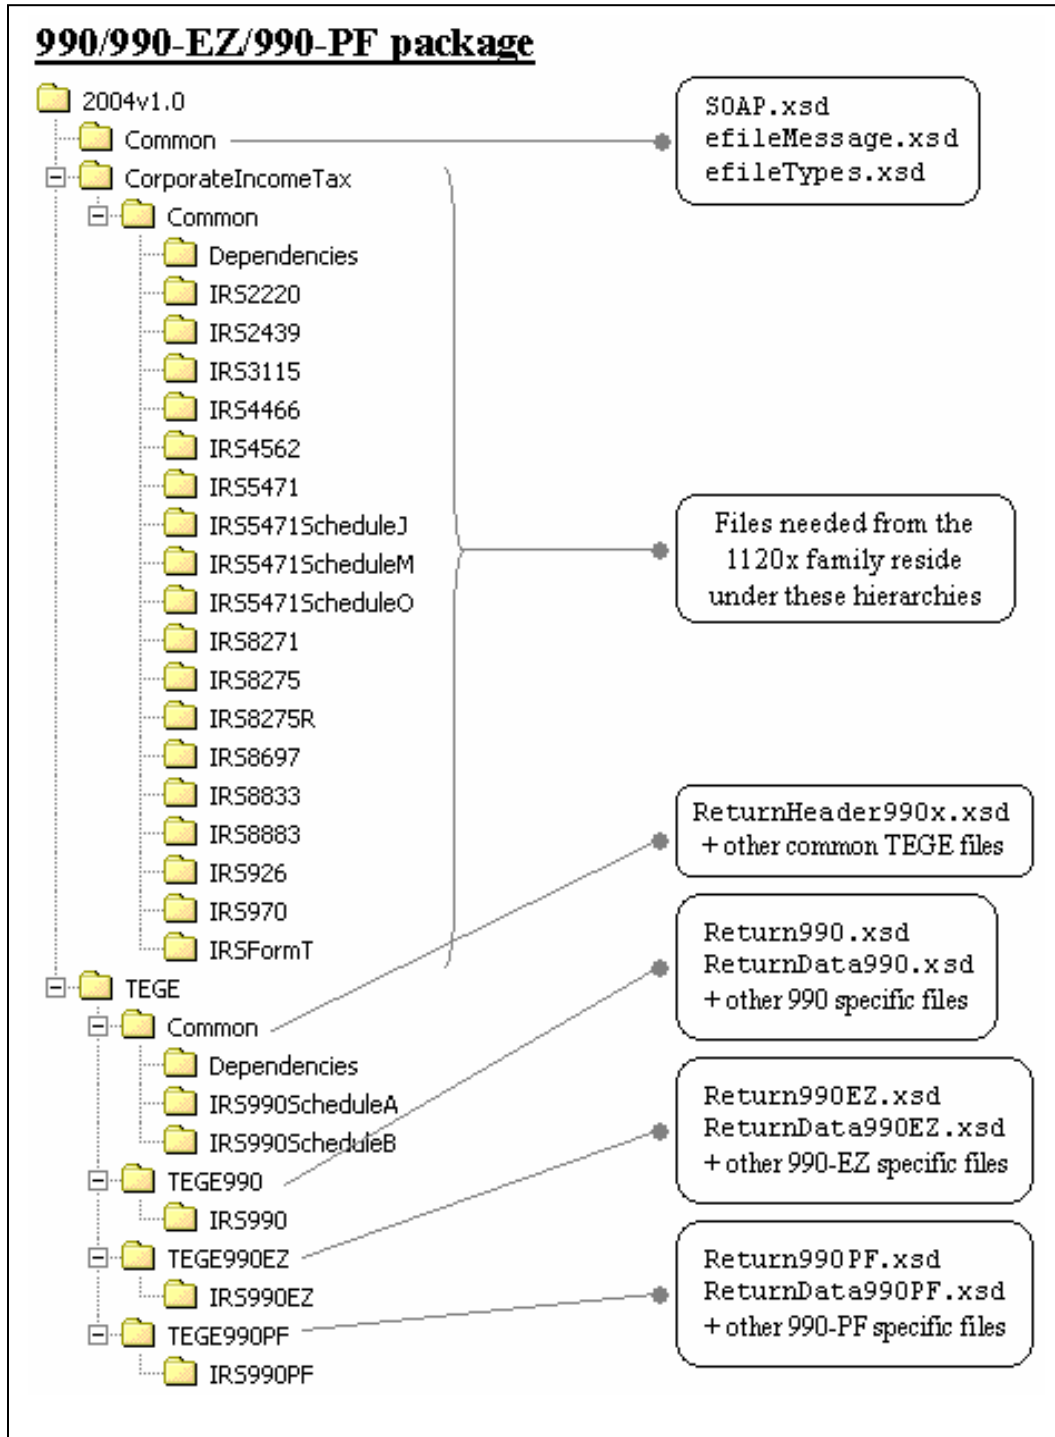 990/990-EZ/990-PF package
2004v1.0
Common
CorporateIncomeTax
Common
Dependencies
IRS2220
IRS2439
IRS3115
IRS4466
IRS4562
IRS5471
IRS5471ScheduleJ
IRS5471ScheduleM
IRS5471ScheduleO
IRS8271
IRS8275
IRS8275R
IRS8697
IRS8833
IRS8883
IRS926
IRS970
IRSFormT
TEGE
Common
Dependencies
IRS990ScheduleA
IRS990ScheduleB
TEGE990
IRS990
TEGE990EZ
IRS990EZ
TEGE990PF
IRS990PF
SOAP.xsd
efileMessage.xsd
efileTypes.xsd
Files needed from the
1120x family reside
under these hierarchies
ReturnHeader990x.xsd
+ other common TEGE files
Return990.xsd
ReturnData990.xsd
+ other 990 specific files
Return990EZ.xsd
ReturnData990EZ.xsd
+ other 990-EZ specific files
Return990PF.xsd
ReturnData990PF.xsd
+ other 990-PF specific files